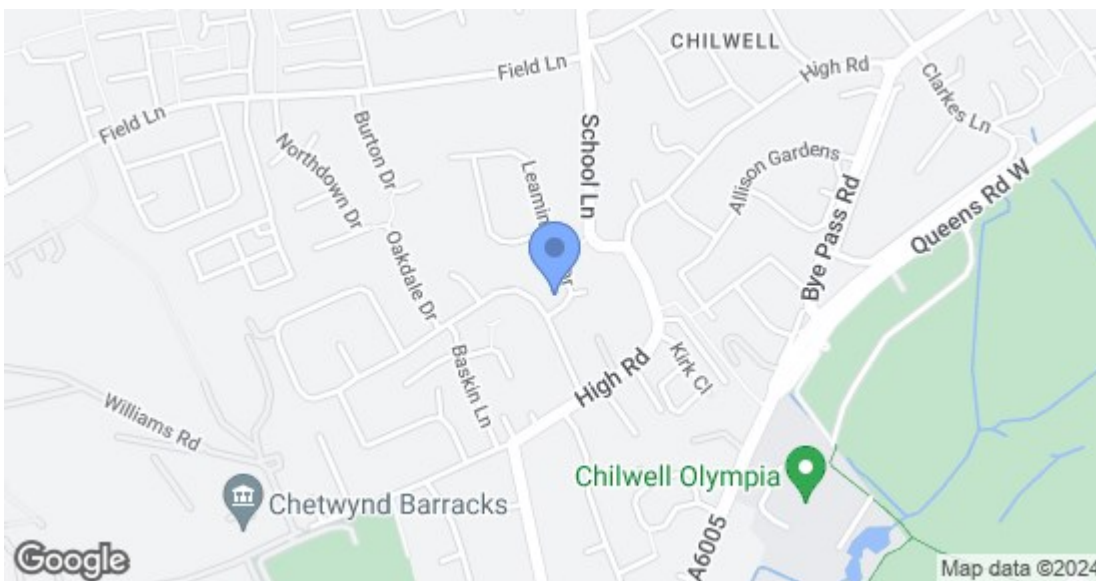 CHILWELL
Field Ln
High Rd
Field Ln
Clarkes Ln
School Ln
Burton Dr
Northdown Dr
Allison Gardens
Queens Rd W
Bye Pass Rd
Oakdale Dr
Baskin Ln
Kirk Cl
High Rd
Williams Rd
Chilwell Olympia
Chetwynd Barracks
A6005
Google
Map data ©2024